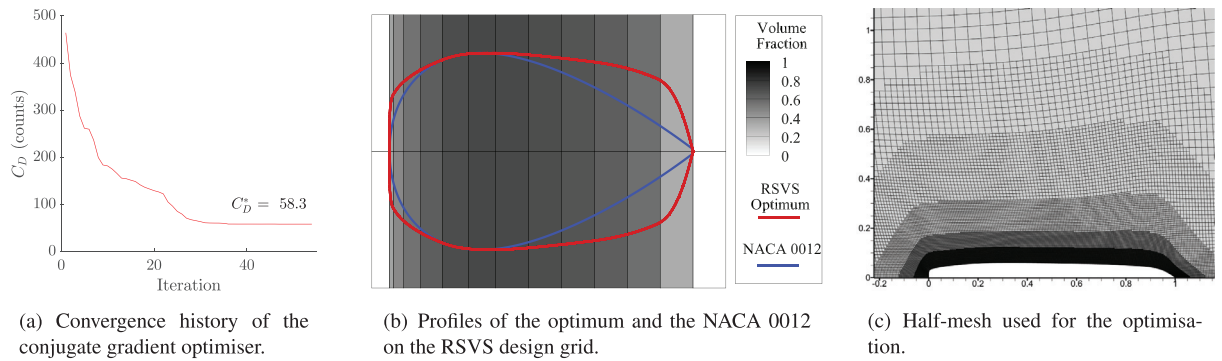 500
400
300
200
100
0
C_D (counts)
C*_D = 58.3
0
20
40
Iteration
(a) Convergence history of the
conjugate gradient optimiser.
Volume
Fraction
1
0.8
0.6
0.4
0.2
0
RSVS
Optimum
NACA 0012
(b) Profiles of the optimum and the NACA 0012
on the RSVS design grid.
1
0.8
0.6
0.4
0.2
0
-0.2
0
0.2
0.4
0.6
0.8
1
(c) Half-mesh used for the optimisa-
tion.